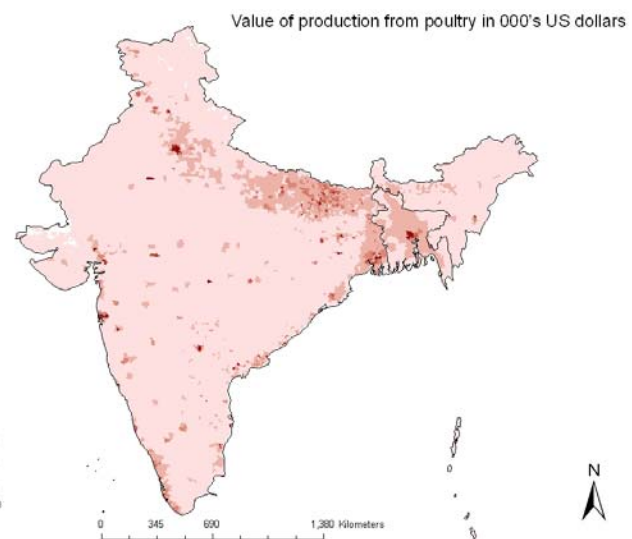 Value of production from poultry in 000's US dollars
N
0 345 690 1,380 Kilometers